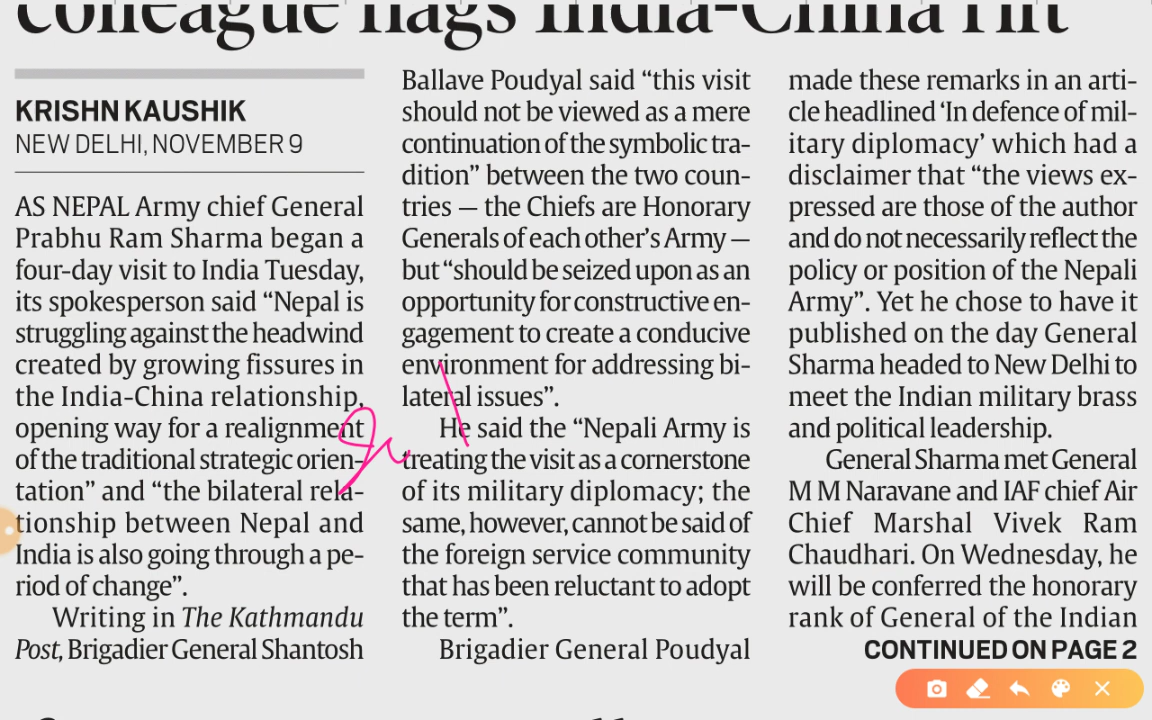 colleague flags India-China rift
KRISHN KAUSHIK
NEW DELHI, NOVEMBER 9
AS NEPAL Army chief General
Prabhu Ram Sharma began a
four-day visit to India Tuesday,
its spokesperson said “Nepal is
struggling against the headwind
created by growing fissures in
the India-China relationship,
opening way for a realignment
of the traditional strategic orien-
tation” and “the bilateral rela-
tionship between Nepal and
India is also going through a pe-
riod of change”.
Writing in The Kathmandu
Post, Brigadier General Shantosh
Ballave Poudyal said “this visit
should not be viewed as a mere
continuation of the symbolic tra-
dition” between the two coun-
tries — the Chiefs are Honorary
Generals of each other’s Army —
but “should be seized upon as an
opportunity for constructive en-
gagement to create a conducive
environment for addressing bi-
lateral issues”.
He said the “Nepali Army is
treating the visit as a cornerstone
of its military diplomacy; the
same, however, cannot be said of
the foreign service community
that has been reluctant to adopt
the term”.
Brigadier General Poudyal
made these remarks in an arti-
cle headlined ‘In defence of mil-
itary diplomacy’ which had a
disclaimer that “the views ex-
pressed are those of the author
and do not necessarily reflect the
policy or position of the Nepali
Army”. Yet he chose to have it
published on the day General
Sharma headed to New Delhi to
meet the Indian military brass
and political leadership.
General Sharma met General
M M Naravane and IAF chief Air
Chief Marshal Vivek Ram
Chaudhari. On Wednesday, he
will be conferred the honorary
rank of General of the Indian
CONTINUED ON PAGE 2